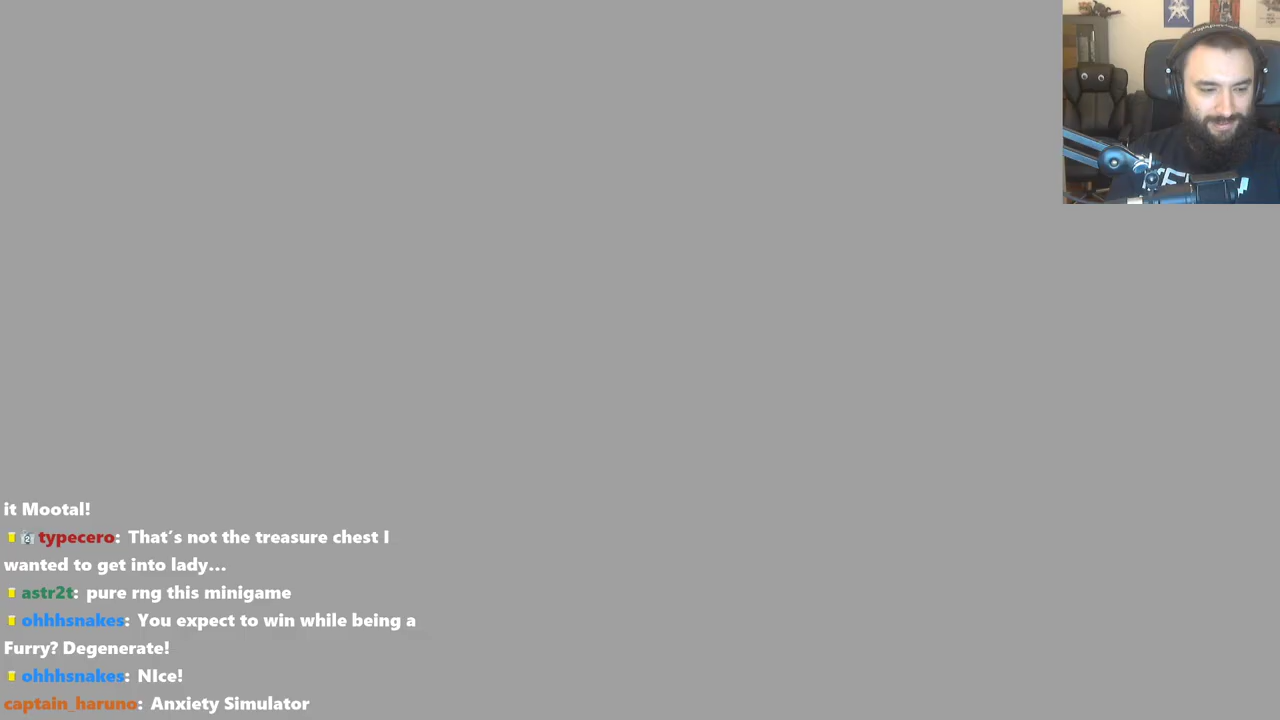 it Mootal!
typecero: That's not the treasure chest I
wanted to get into lady...
astr2t: pure rng this minigame
ohhhsnakes: You expect to win while being a
Furry? Degenerate!
ohhhsnakes: NIce!
captain_haruno: Anxiety Simulator